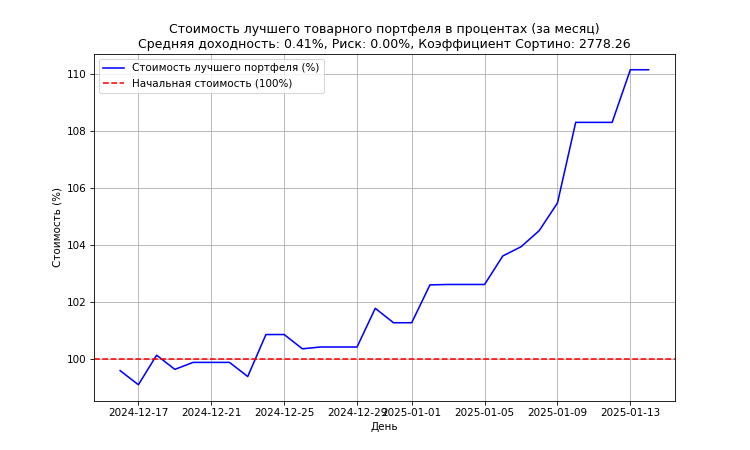 Стоимость лучшего товарного портфеля в процентах (за месяц)
Средняя доходность: 0.41%, Риск: 0.00%, Коэффициент Сортино: 2778.26
Стоимость лучшего портфеля (%)
Начальная стоимость (100%)
Стоимость (%)
110
108
106
104
102
100
2024-12-17 2024-12-21 2024-12-25 2024-12-29 2025-01-01 2025-01-05 2025-01-09 2025-01-13
День